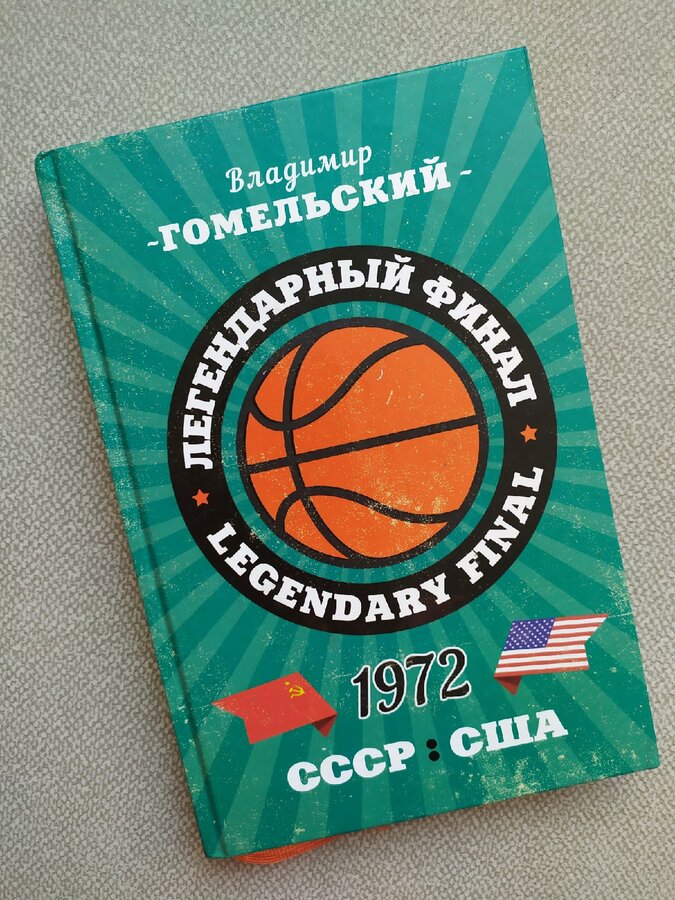 Владимир
-ГОМЕЛЬСКИЙ-
ЛЕГЕНДАРНЫЙ ФИНАЛ
LEGENDARY FINAL
1972
СССР : США